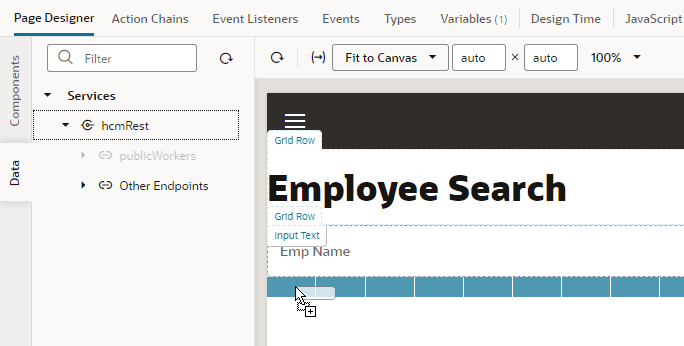 Page Designer Action Chains Event Listeners Events Types Variables (1) Design Time JavaScript
Components
Data
Filter
Fit to Canvas auto × auto 100%
Services
hcmRest
publicWorkers
Other Endpoints
Grid Row
Employee Search
Grid Row
Input Text
Emp Name